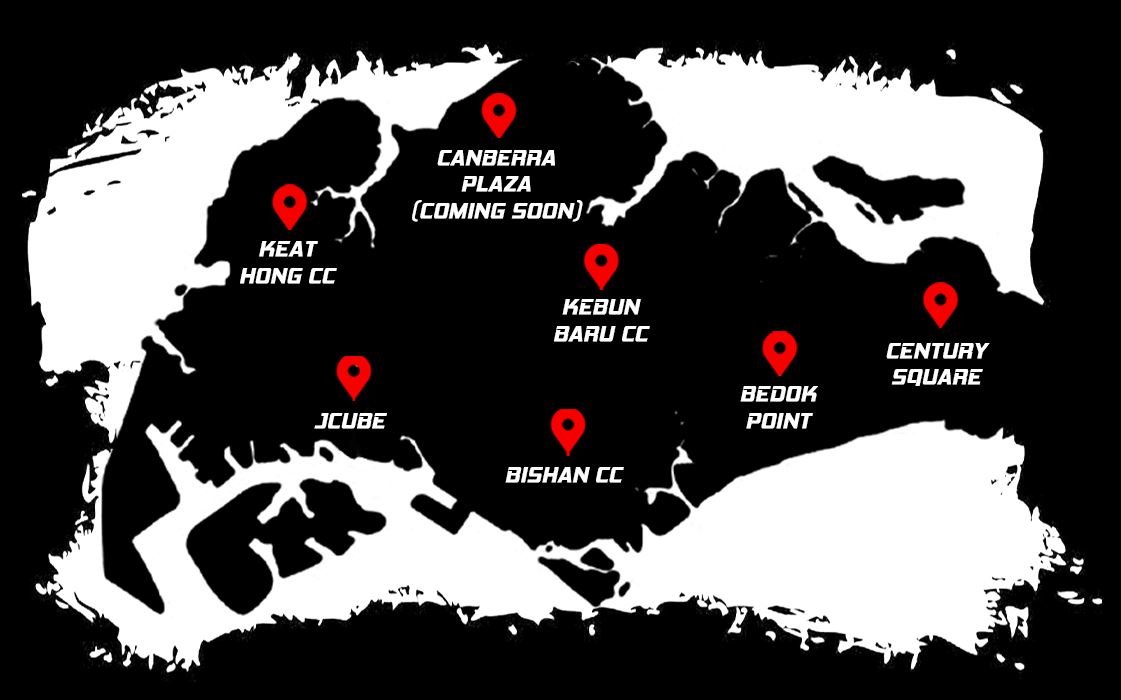 CANBERRA
PLAZA
(COMING SOON)
KEAT
HONG CC
KEBUN
BARU CC
CENTURY
SQUARE
BEDOK
POINT
JCUBE
BISHAN CC